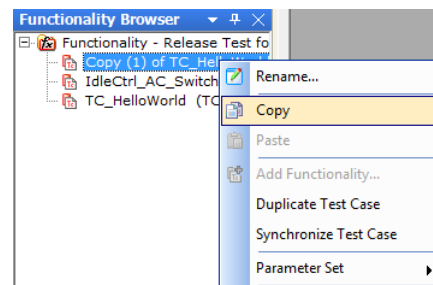 Functionality Browser
Functionality - Release Test fo
Copy (1) of TC_HelloWorld
IdleCtrl_AC_Switch
TC_HelloWorld (TC
Rename...
Copy
Paste
Add Functionality...
Duplicate Test Case
Synchronize Test Case
Parameter Set